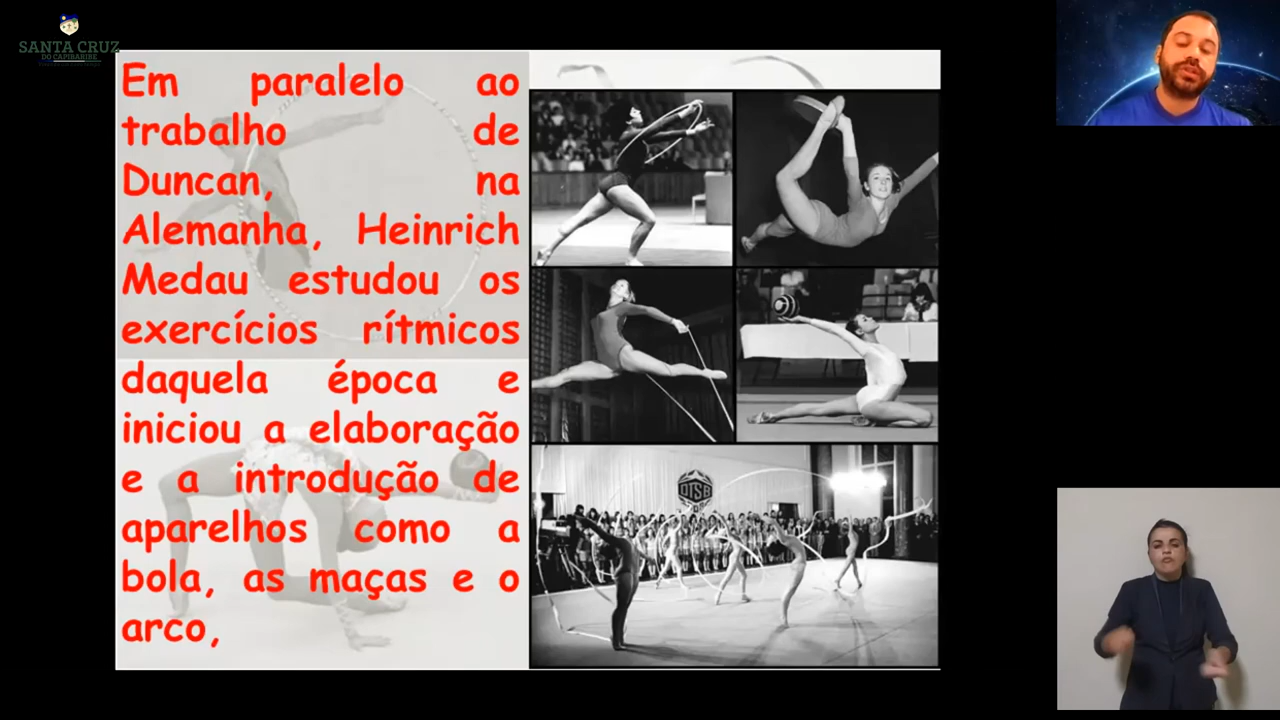 SANTA CRUZ
DO CAPIBARIBE
Em paralelo ao
trabalho de
Duncan, na
Alemanha, Heinrich
Medau estudou os
exercícios rítmicos
daquela época e
iniciou a elaboração
e a introdução de
aparelhos como a
bola, as maças e o
arco,
DTSB